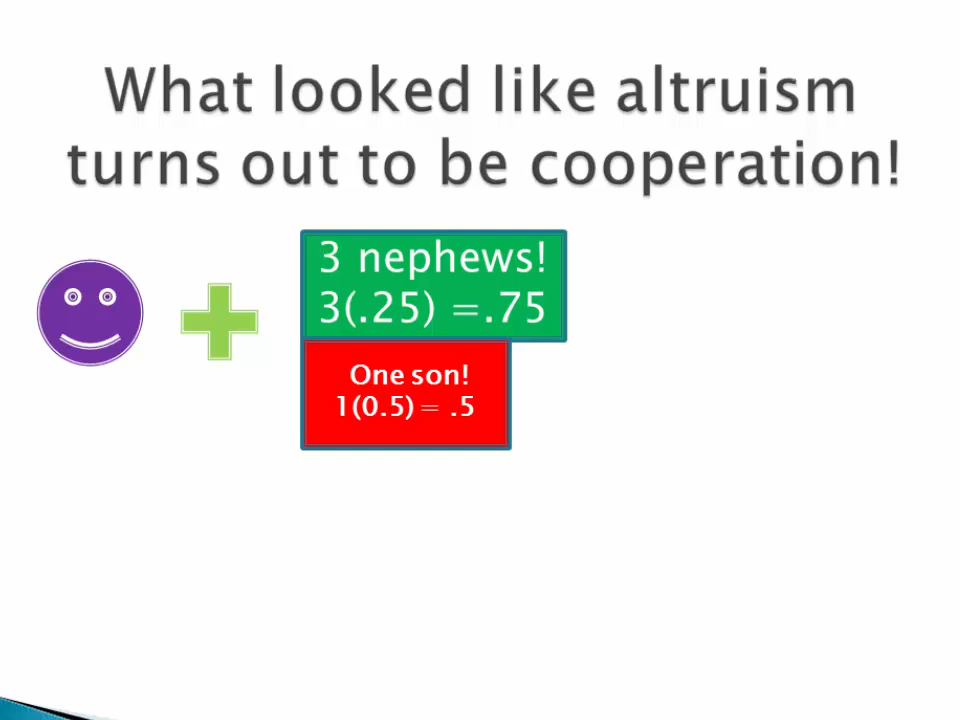 What looked like altruism
turns out to be cooperation!
3 nephews!
3(.25) =.75
One son!
1(0.5) = .5